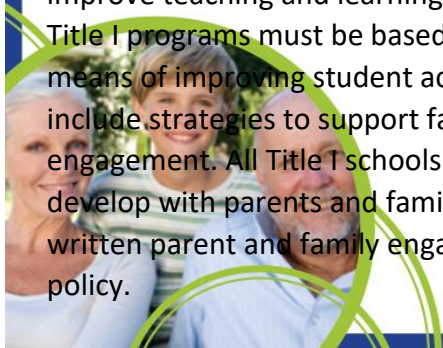 improve teaching and learning
Title I programs must be based
means of improving student ac
include strategies to support fa
engagement. All Title I schools
develop with parents and fami
written parent and family enga
policy.